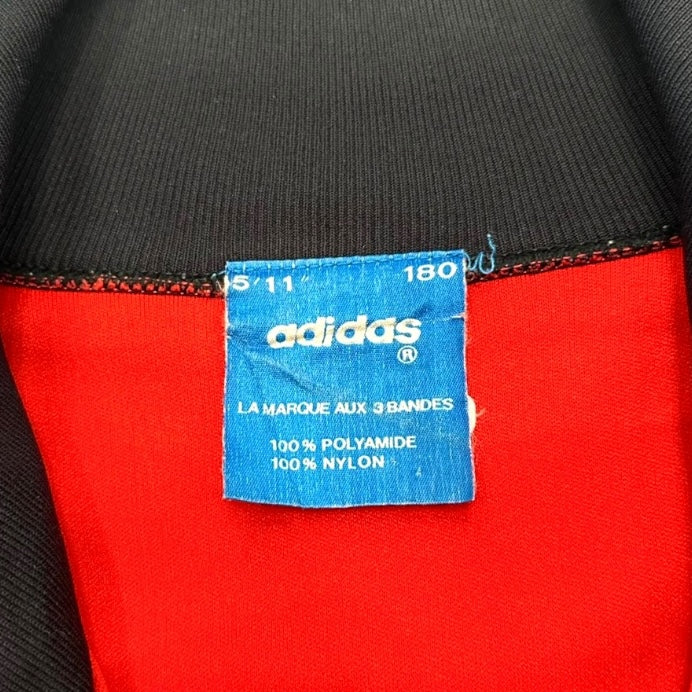 5'11" 180
adidas
®
LA MARQUE AUX 3 BANDES
100% POLYAMIDE
100% NYLON